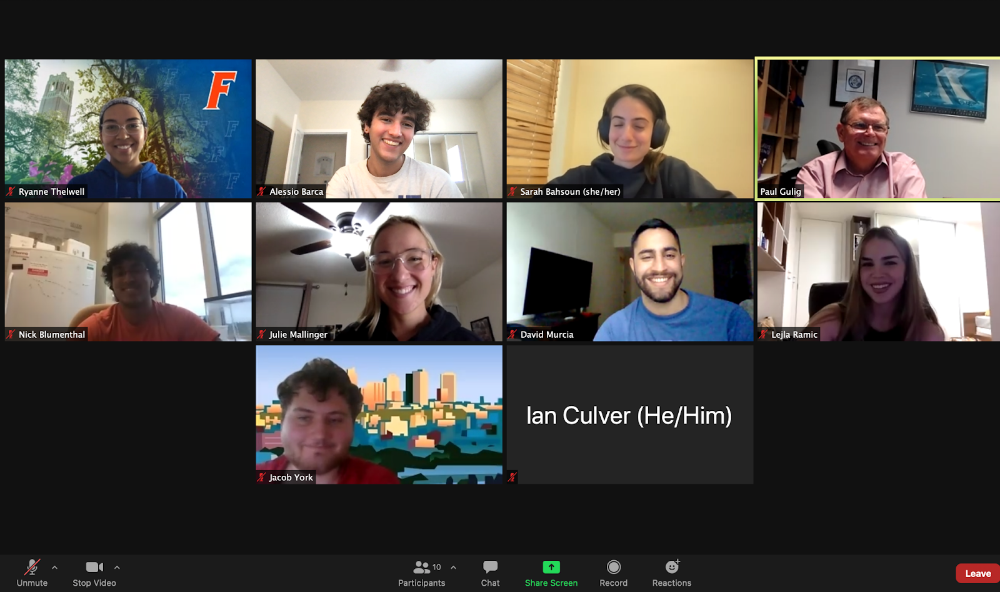 F
Ryanne Thelwell
Alessio Barca
Sarah Bahsoun (she/her)
Paul Gulig
Nick Blumenthal
Julie Mallinger
David Murcia
Lejla Ramic
Jacob York
Ian Culver (He/Him)
Unmute
Stop Video
10
Participants
Chat
Share Screen
Record
Reactions
Leave